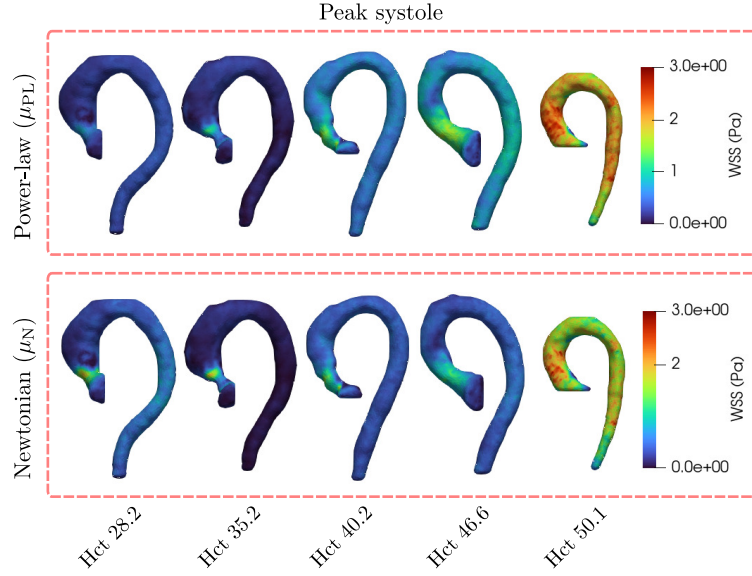 Peak systole
Power-law (μPL)
3.0e+00
2
1
0.0e+00
WSS (Pa)
Newtonian (μN)
3.0e+00
2
0.0e+00
WSS (Pa)
Hct 28.2
Hct 35.2
Hct 40.2
Hct 46.6
Hct 50.1